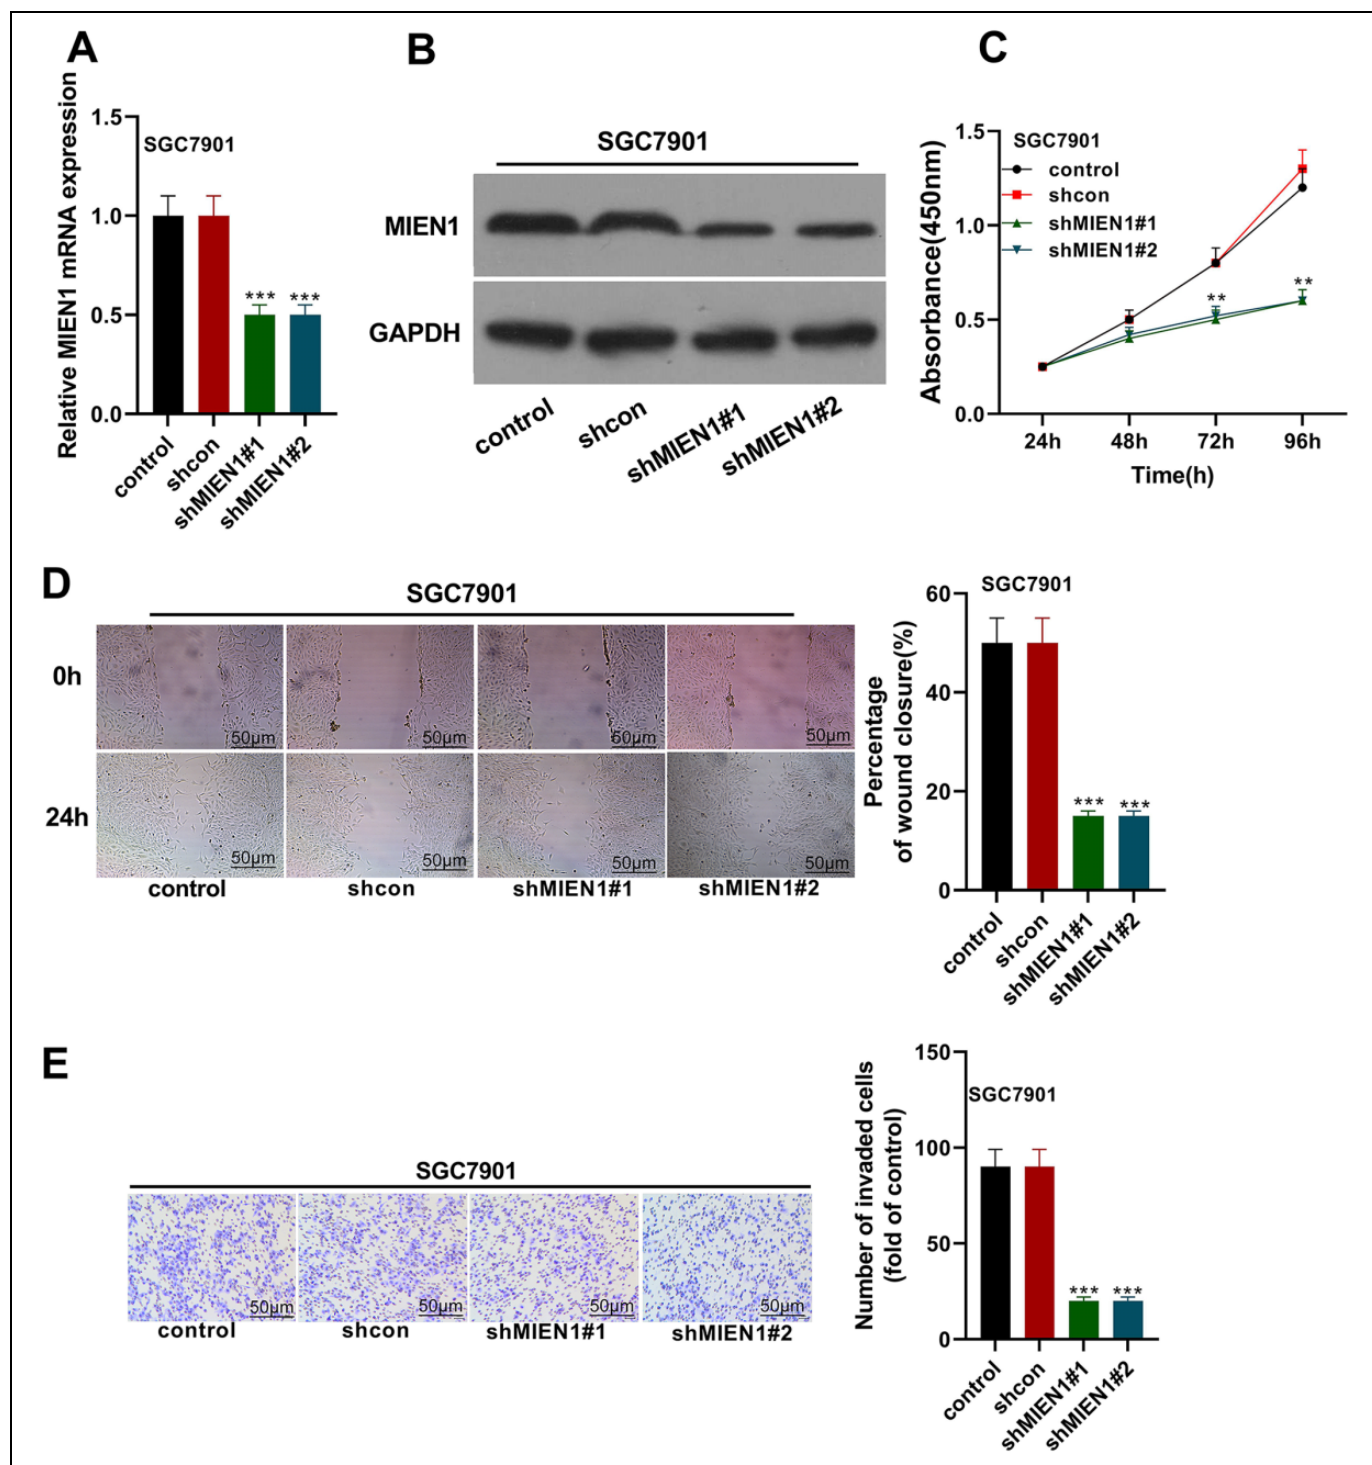 A
Relative MIEN1 mRNA expression
1.5
1.0
0.5
0.0
SGC7901
***
***
control
shcon
shMIEN1#1
shMIEN1#2
B
SGC7901
MIEN1
GAPDH
control
shcon
shMIEN1#1
shMIEN1#2
C
Absorbance(450nm)
1.5
1.0
0.5
0.0
SGC7901
control
shcon
shMIEN1#1
shMIEN1#2
**
**
24h
48h
72h
96h
Time(h)
D
SGC7901
0h
50μm
50μm
50μm
50μm
24h
50μm
50μm
50μm
50μm
control
shcon
shMIEN1#1
shMIEN1#2
Percentage
of wound closure(%)
60
40
20
0
SGC7901
***
***
control
shcon
shMIEN1#1
shMIEN1#2
E
SGC7901
50μm
50μm
50μm
50μm
control
shcon
shMIEN1#1
shMIEN1#2
Number of invaded cells
(fold of control)
150
100
50
0
SGC7901
***
***
control
shcon
shMIEN1#1
shMIEN1#2